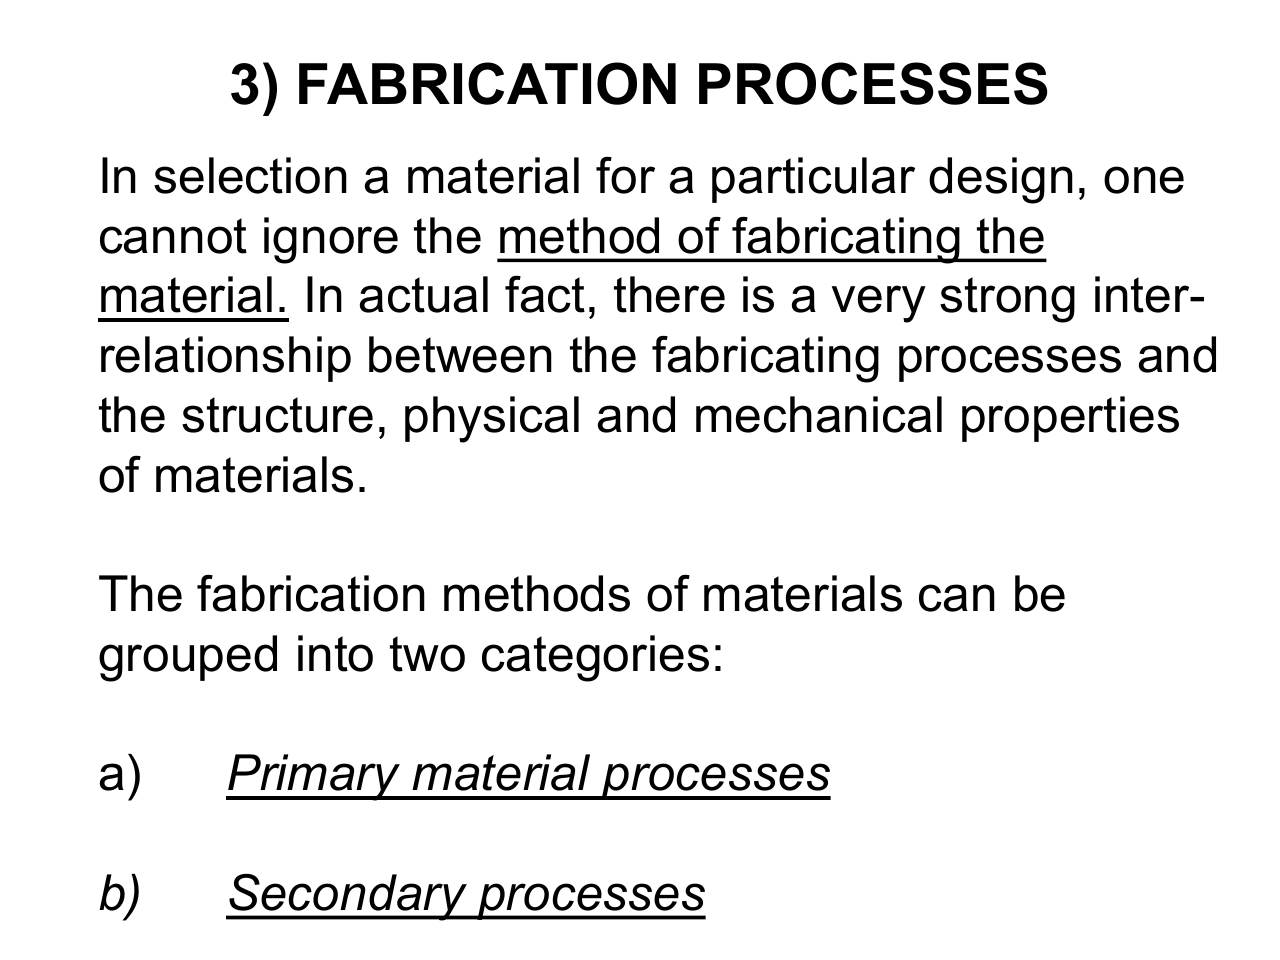 3) FABRICATION PROCESSES
In selection a material for a particular design, one
cannot ignore the method of fabricating the
material. In actual fact, there is a very strong inter-
relationship between the fabricating processes and
the structure, physical and mechanical properties
of materials.
The fabrication methods of materials can be
grouped into two categories:
a) Primary material processes
b) Secondary processes